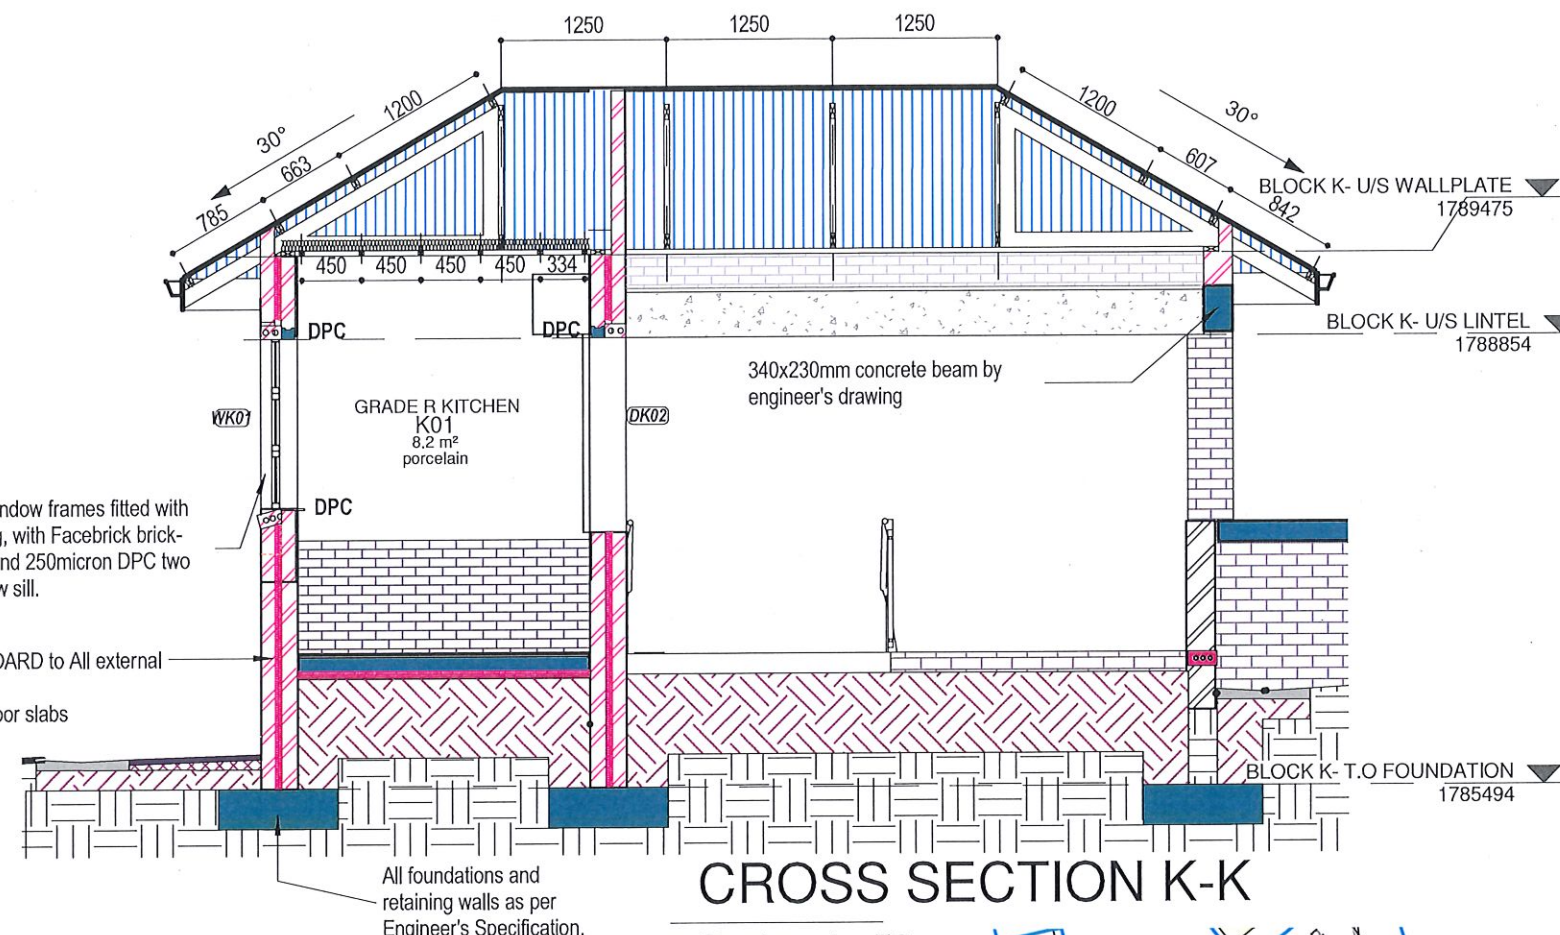 1250
1250
1250
1200
30°
663
785
1200
30°
607
842
BLOCK K- U/S WALLPLATE
1789475
450
450
450
450
334
DPC
DPC
BLOCK K- U/S LINTEL
1788854
340x230mm concrete beam by
engineer's drawing
WK01
GRADE R KITCHEN
K01
8,2 m²
porcelain
DK02
DPC
ndow frames fitted with
g, with Facebrick brick-
nd 250micron DPC two
w sill.
OARD to All external
oor slabs
BLOCK K- T.O FOUNDATION
1785494
All foundations and
retaining walls as per
Engineer's Specification.
CROSS SECTION K-K